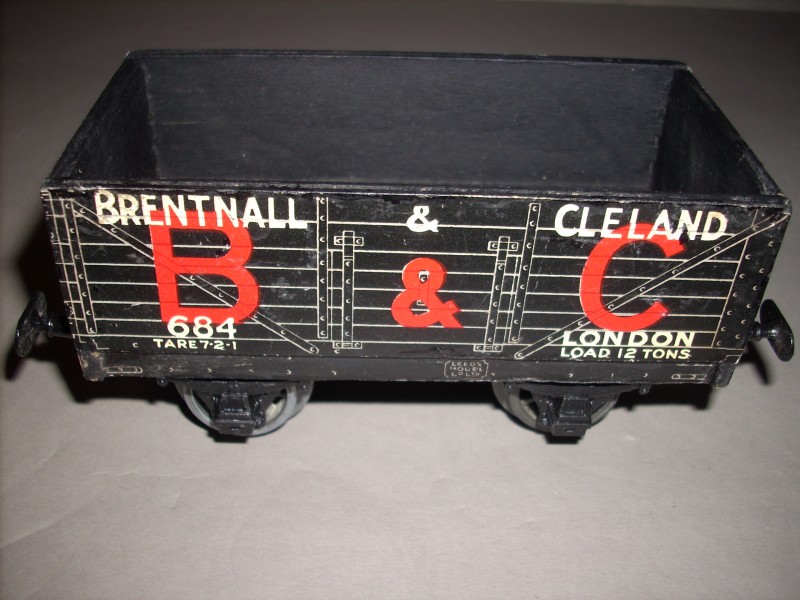 BRENTNALL & CLELAND
B & C
684
TARE 7-2-1
LONDON
LOAD 12 TONS
LEEDS
MODEL
Co LTD